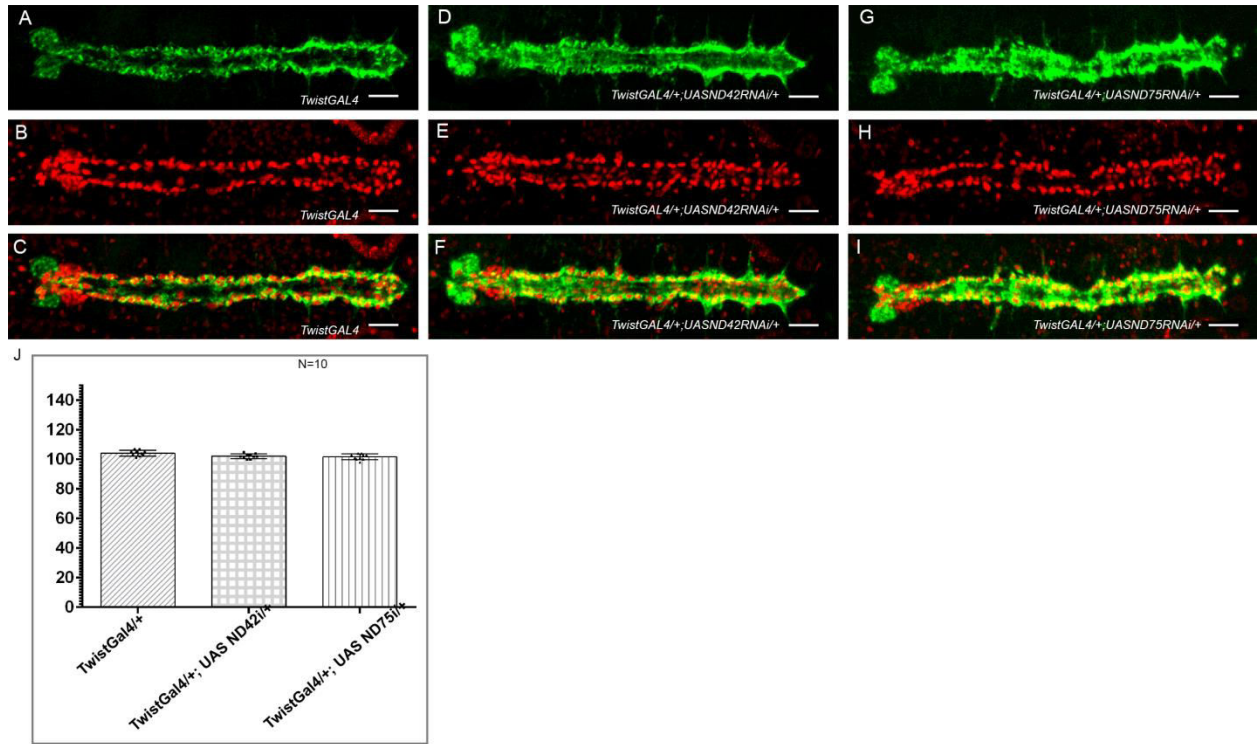 A
TwistGAL4
D
TwistGAL4/+;UASND42RNAi/+
G
TwistGAL4/+;UASND75RNAi/+
B
TwistGAL4
E
TwistGAL4/+;UASND42RNAi/+
H
TwistGAL4/+;UASND75RNAi/+
C
TwistGAL4
F
TwistGAL4/+;UASND42RNAi/+
I
TwistGAL4/+;UASND75RNAi/+
J
N=10
140
120
100
80
60
40
20
0
TwistGal4/+
TwistGal4/+; UAS ND42i/+
TwistGal4/+; UAS ND75i/+